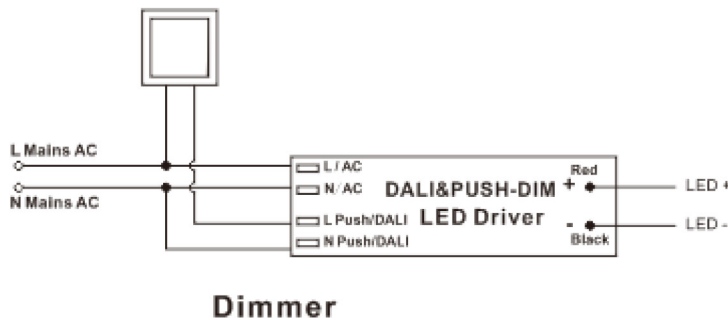 L Mains AC
N Mains AC
L/AC
N/AC
L Push/DALI
N Push/DALI
DALI&PUSH-DIM
LED Driver
Red
+
-
Black
LED +
LED -
Dimmer